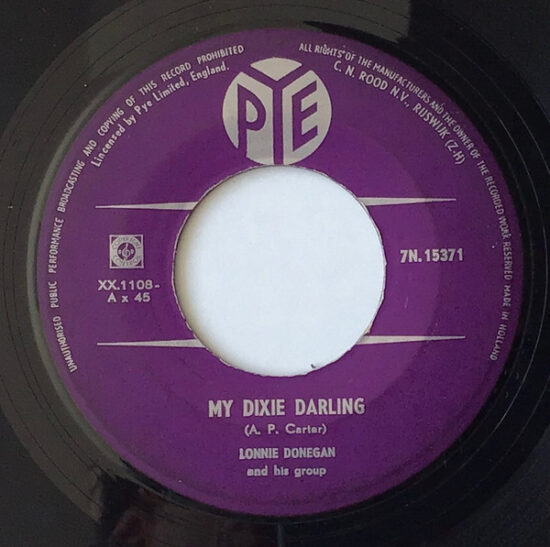 UNAUTHORISED PUBLIC PERFORMANCE BROADCASTING AND COPYING OF THIS RECORD PROHIBITED
Lincensed by Pye Limited, England.
ALL RIGHTS OF THE MANUFACTURERS AND THE OWNER OF THE RECORDED WORK RESERVED MADE IN HOLLAND
C. N. ROOD N.V., RIJSWIJK (Z-H)
PYE
XX.1108-
A x 45
7N. 15371
MY DIXIE DARLING
(A. P. Carter)
LONNIE DONEGAN
and his group